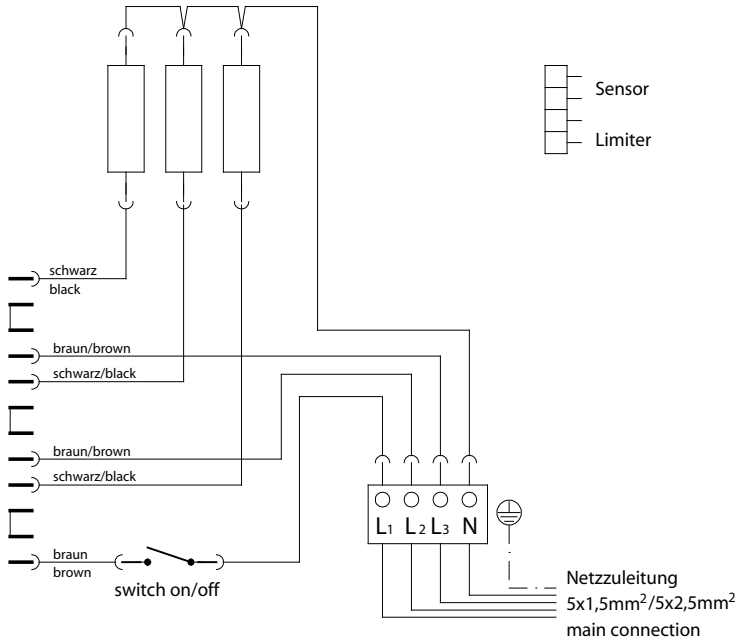 Sensor
Limiter
schwarz
black
braun/brown
schwarz/black
braun/brown
schwarz/black
braun
brown
switch on/off
L1 L2 L3 N
Netzzuleitung
5x1,5mm²/5x2,5mm²
main connection